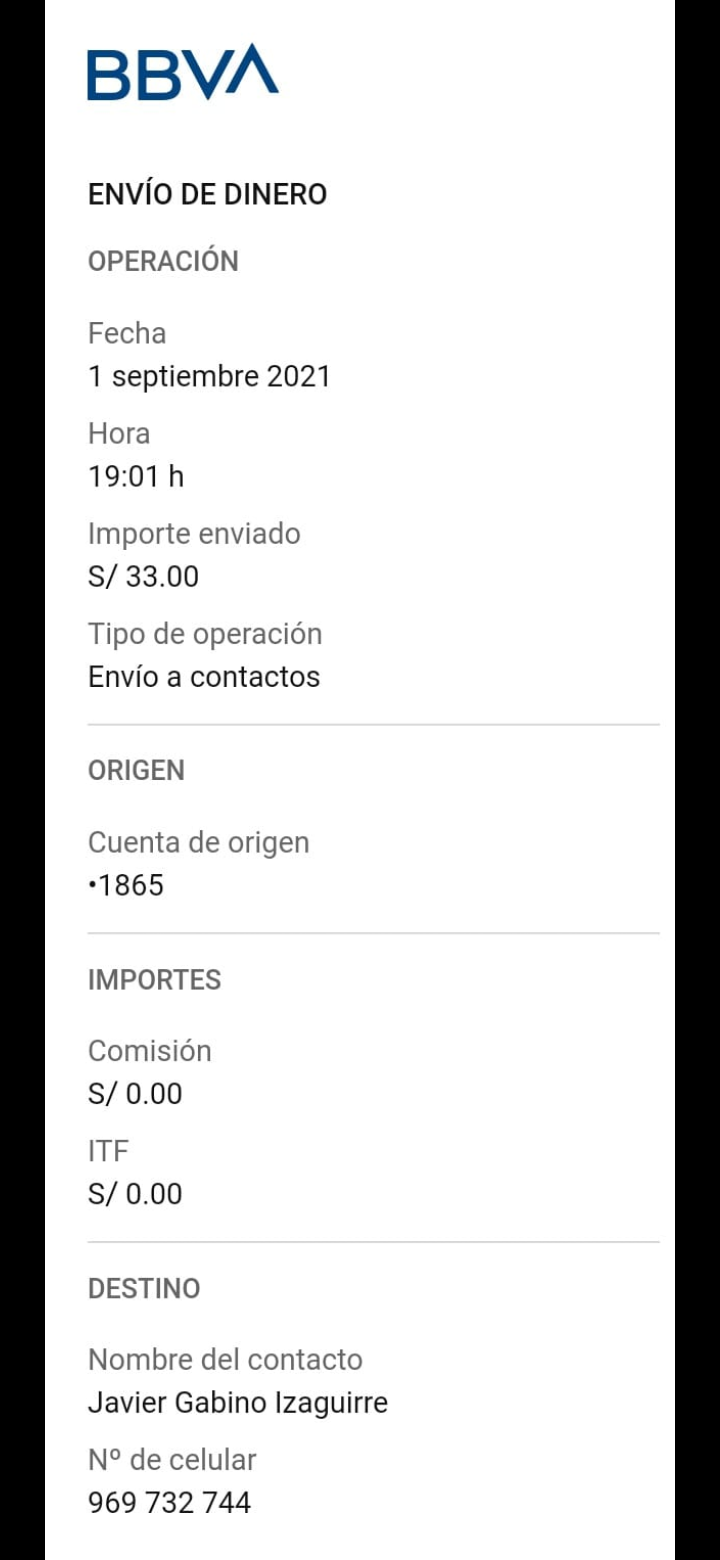 BBVA
ENVÍO DE DINERO
OPERACIÓN
Fecha
1 septiembre 2021
Hora
19:01 h
Importe enviado
S/ 33.00
Tipo de operación
Envío a contactos
ORIGEN
Cuenta de origen
•1865
IMPORTES
Comisión
S/ 0.00
ITF
S/ 0.00
DESTINO
Nombre del contacto
Javier Gabino Izaguirre
Nº de celular
969 732 744